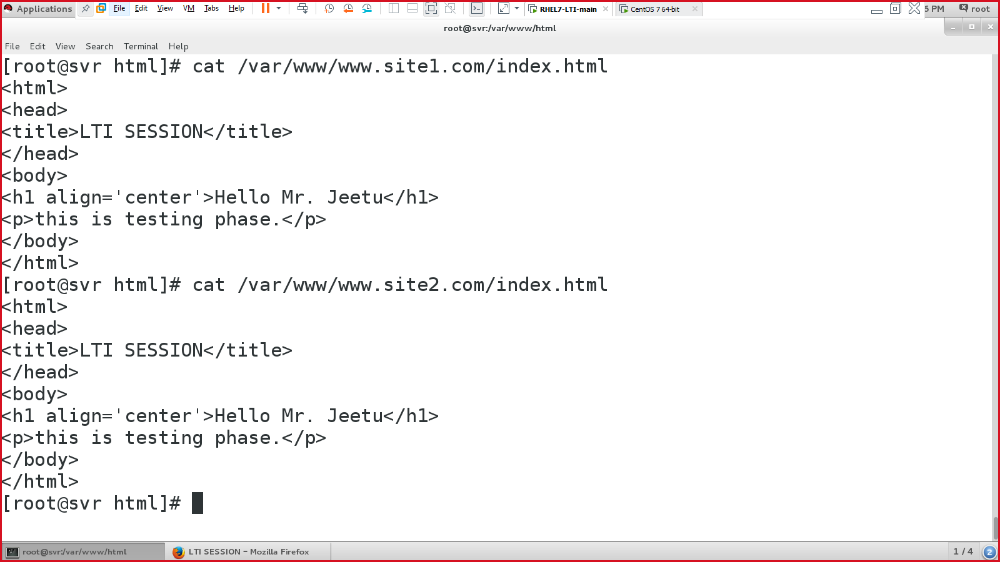 Applications File Edit View VM Tabs Help RHEL7-LTI-main CentOS 7 64-bit PM root
root@svr:/var/www/html
File Edit View Search Terminal Help
[root@svr html]# cat /var/www/www.site1.com/index.html
<html>
<head>
<title>LTI SESSION</title>
</head>
<body>
<h1 align='center'>Hello Mr. Jeetu</h1>
<p>this is testing phase.</p>
</body>
</html>
[root@svr html]# cat /var/www/www.site2.com/index.html
<html>
<head>
<title>LTI SESSION</title>
</head>
<body>
<h1 align='center'>Hello Mr. Jeetu</h1>
<p>this is testing phase.</p>
</body>
</html>
[root@svr html]#
root@svr:/var/www/html LTI SESSION - Mozilla Firefox 1 / 4 2